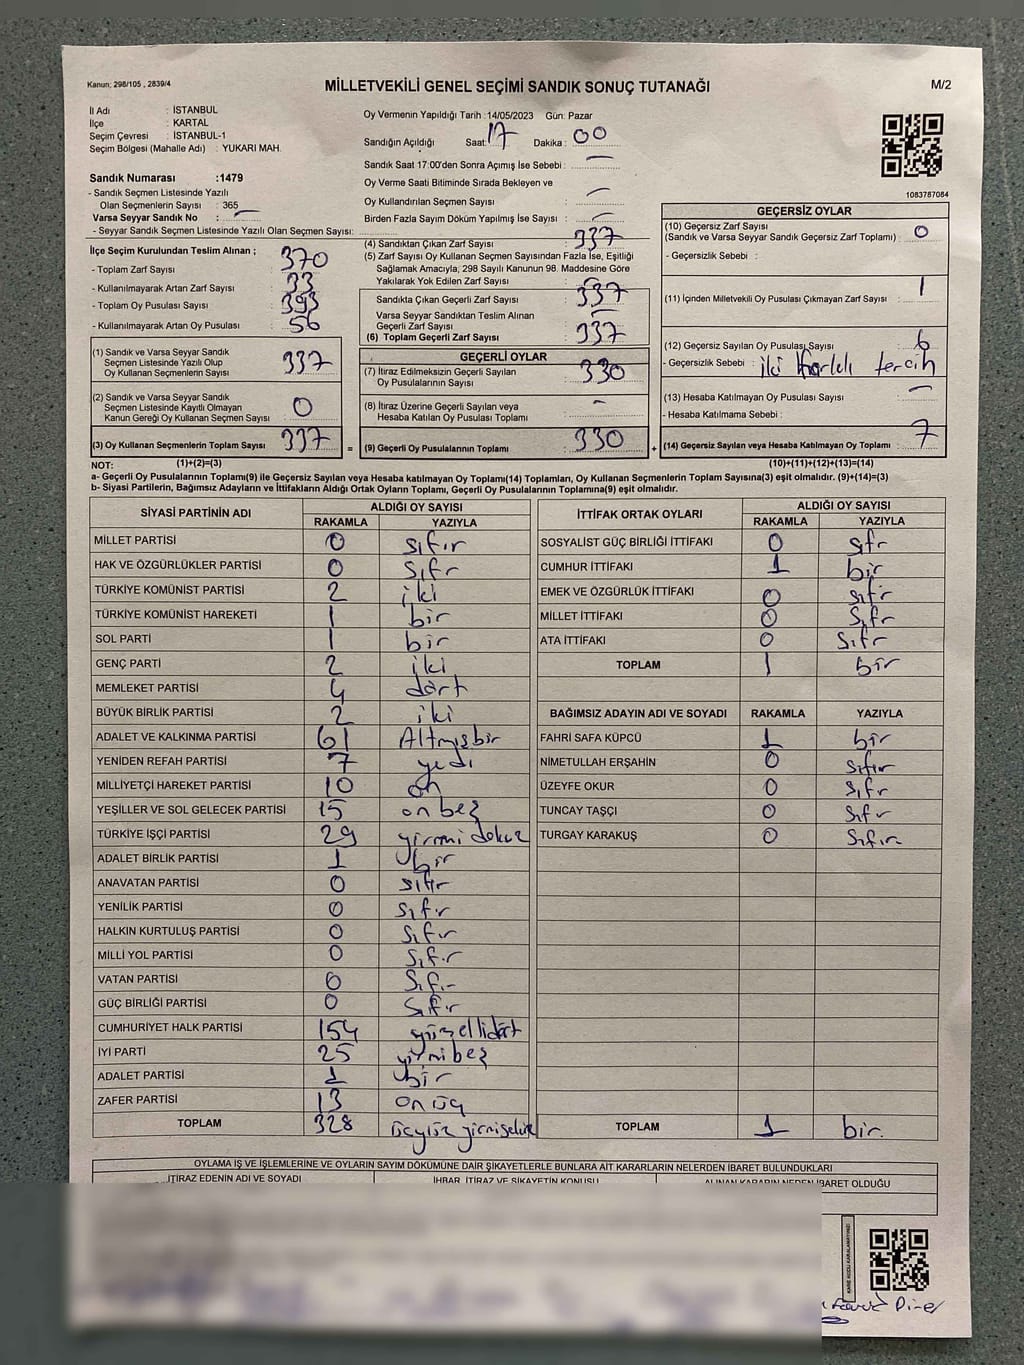 Kanun: 298/105 , 2839/4
MİLLETVEKİLİ GENEL SEÇİMİ SANDIK SONUÇ TUTANAĞI
M/2
İl Adı : İSTANBUL
İlçe : KARTAL
Seçim Çevresi : İSTANBUL-1
Seçim Bölgesi (Mahalle Adı) : YUKARI MAH.
Sandık Numarası :1479
- Sandık Seçmen Listesinde Yazılı
Olan Seçmenlerin Sayısı : 365
Varsa Seyyar Sandık No : —
- Seyyar Sandık Seçmen Listesinde Yazılı Olan Seçmen Sayısı:
Oy Vermenin Yapıldığı Tarih :14/05/2023 Gün: Pazar
Sandığın Açıldığı Saat: 17 Dakika : 00
Sandık Saat 17:00'den Sonra Açımış İse Sebebi : —
Oy Verme Saati Bitiminde Sırada Bekleyen ve
Oy Kullandırılan Seçmen Sayısı : —
Birden Fazla Sayım Döküm Yapılmış İse Sayısı : —
1083787084
İlçe Seçim Kurulundan Teslim Alınan ;
- Toplam Zarf Sayısı : 370
- Kullanılmayarak Artan Zarf Sayısı : 33
- Toplam Oy Pusulası Sayısı : 393
- Kullanılmayarak Artan Oy Pusulası : 56
(1) Sandık ve Varsa Seyyar Sandık
Seçmen Listesinde Yazılı Olup
Oy Kullanan Seçmenlerin Sayısı : 337
(2) Sandık ve Varsa Seyyar Sandık
Seçmen Listesinde Kayıtlı Olmayan
Kanun Gereği Oy Kullanan Seçmen Sayısı : 0
(3) Oy Kullanan Seçmenlerin Toplam Sayısı : 337
=
(4) Sandıktan Çıkan Zarf Sayısı : 337
(5) Zarf Sayısı Oy Kullanan Seçmen Sayısından Fazla İse, Eşitliği
Sağlamak Amacıyla, 298 Sayılı Kanunun 98. Maddesine Göre
Yakılarak Yok Edilen Zarf Sayısı : —
Sandıkta Çıkan Geçerli Zarf Sayısı : 337
Varsa Seyyar Sandıktan Teslim Alınan
Geçerli Zarf Sayısı : —
(6) Toplam Geçerli Zarf Sayısı : 337
GEÇERLİ OYLAR
(7) İtiraz Edilmeksizin Geçerli Sayılan
Oy Pusulalarının Sayısı : 330
(8) İtiraz Üzerine Geçerli Sayılan veya
Hesaba Katılan Oy Pusulası Toplamı : -
(9) Geçerli Oy Pusulalarının Toplamı : 330
+
GEÇERSİZ OYLAR
(10) Geçersiz Zarf Sayısı
(Sandık ve Varsa Seyyar Sandık Geçersiz Zarf Toplamı) : 0
- Geçersizlik Sebebi :
(11) İçinden Milletvekili Oy Pusulası Çıkmayan Zarf Sayısı : 1
(12) Geçersiz Sayılan Oy Pusulası Sayısı : 6
- Geçersizlik Sebebi : iki farklı tercih
(13) Hesaba Katılmayan Oy Pusulası Sayısı : —
- Hesaba Katılmama Sebebi :
(14) Geçersiz Sayılan veya Hesaba Katılmayan Oy Toplamı : 7
NOT: (1)+(2)=(3) (10)+(11)+(12)+(13)=(14)
a- Geçerli Oy Pusulalarının Toplamı(9) ile Geçersiz Sayılan veya Hesaba katılmayan Oy Toplamı(14) Toplamları, Oy Kullanan Seçmenlerin Toplam Sayısına(3) eşit olmalıdır. (9)+(14)=(3)
b- Siyasi Partilerin, Bağımsız Adayların ve İttifakların Aldığı Ortak Oyların Toplamı, Geçerli Oy Pusulalarının Toplamına(9) eşit olmalıdır.
SİYASİ PARTİNİN ADI ALDIĞI OY SAYISI
RAKAMLA YAZIYLA
MİLLET PARTİSİ 0 sıfır
HAK VE ÖZGÜRLÜKLER PARTİSİ 0 sıfr
TÜRKİYE KOMÜNİST PARTİSİ 2 iki
TÜRKİYE KOMÜNİST HAREKETİ 1 bir
SOL PARTİ 1 bir
GENÇ PARTİ 2 iki
MEMLEKET PARTİSİ 4 dört
BÜYÜK BİRLİK PARTİSİ 2 iki
ADALET VE KALKINMA PARTİSİ 61 Altmışbir
YENİDEN REFAH PARTİSİ 7 yedi
MİLLİYETÇİ HAREKET PARTİSİ 10 on
YEŞİLLER VE SOL GELECEK PARTİSİ 15 on beş
TÜRKİYE İŞÇİ PARTİSİ 29 yirmi dokuz
ADALET BİRLİK PARTİSİ 1 bir
ANAVATAN PARTİSİ 0 sıfır
YENİLİK PARTİSİ 0 sıfır
HALKIN KURTULUŞ PARTİSİ 0 sıfır
MİLLİ YOL PARTİSİ 0 sıfır
VATAN PARTİSİ 0 sıfır
GÜÇ BİRLİĞİ PARTİSİ 0 sıfır
CUMHURİYET HALK PARTİSİ 154 yüzellidört
İYİ PARTİ 25 yirmibeş
ADALET PARTİSİ 1 bir
ZAFER PARTİSİ 13 on üç
TOPLAM 328 üçyüz yirmisekiz
İTTİFAK ORTAK OYLARI ALDIĞI OY SAYISI
RAKAMLA YAZIYLA
SOSYALİST GÜÇ BİRLİĞİ İTTİFAKI 0 sıfr
CUMHUR İTTİFAKI 1 bir
EMEK VE ÖZGÜRLÜK İTTİFAKI 0 sıfr
MİLLET İTTİFAKI 0 sıfr
ATA İTTİFAKI 0 sıfr
TOPLAM 1 bir
BAĞIMSIZ ADAYIN ADI VE SOYADI RAKAMLA YAZIYLA
FAHRİ SAFA KÜPCÜ 1 bir
NİMETULLAH ERŞAHİN 0 sıfır
ÜZEYFE OKUR 0 sıfr
TUNCAY TAŞÇI 0 sıfır
TURGAY KARAKUŞ 0 sıfır
TOPLAM 1 bir.
OYLAMA İŞ VE İŞLEMLERİNE VE OYLARIN SAYIM DÖKÜMÜNE DAİR ŞİKAYETLERLE BUNLARA AİT KARARLARIN NELERDEN İBARET BULUNDUKLARI
İTİRAZ EDENİN ADI VE SOYADI İHBAR, İTİRAZ VE ŞİKAYETİN KONUSU ALINAN KARARIN NEDEN İBARET OLDUĞU
KARE KODU KARALAMAYINIZ!